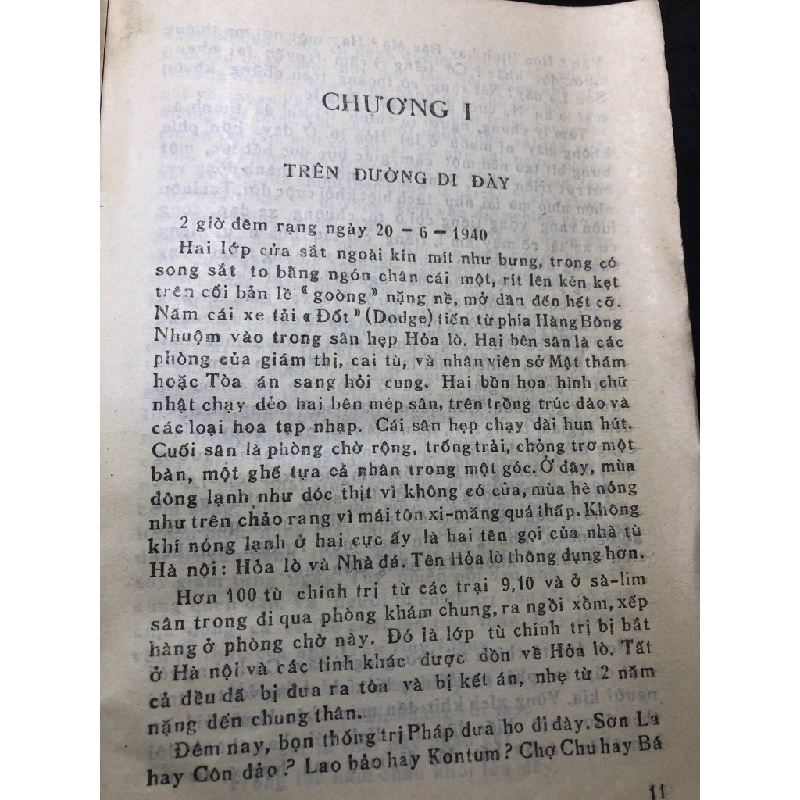 CHƯƠNG I
TRÊN ĐƯỜNG DI ĐÀY
2 giờ đêm rạng ngày 20 - 6 - 1940
Hai lớp cửa sắt ngoài kín mít như bưng, trong có
song sắt to bằng ngón chân cái một, rít lên kèn kẹt
trên cối bản lề “goòng” nặng nề, mở dần đến hết cỡ.
Năm cái xe tải « Đốt » (Dodge) tiến từ phía Hàng Bông
Nhuộm vào trong sân hẹp Hỏa lò. Hai bên sân là các
phòng của giám thị, cai tù, và nhân viên sở Mật thám
hoặc Tòa án sang hỏi cung. Hai bồn hoa hình chữ
nhật chạy dẻo hai bên mép sân, trên trồng trúc đào và
các loại hoa tạp nhạp. Cái sân hẹp chạy dài hun hút.
Cuối sân là phòng chờ rộng, trống trải, chỏng trơ một
bàn, một ghế tựa cá nhân trong một góc. Ở đây, mùa
đông lạnh như dóc thịt vì không có cửa, mùa hè nóng
như trên chảo rang vì mái tôn xi-măng quá thấp. Không
khí nóng lạnh ở hai cực ấy là hai tên gọi của nhà tù
Hà nội: Hỏa lò và Nhà đá. Tên Hỏa lò thông dụng hơn.
Hơn 100 tù chính trị từ các trại 9,10 và ở sà-lim
sân trong đi qua phòng khám chung, ra ngồi xồm, xếp
hàng ở phòng chờ này. Đó là lớp tù chính trị bị bắt
ở Hà nội và các tỉnh khác được dồn về Hỏa lò. Tất
cả đều đã bị đưa ra tòa và bị kết án, nhẹ từ 2 năm
nặng đến chung thân.
Đêm nay, bọn thống trị Pháp đưa họ đi đày. Sơn La
hay Côn đảo? Lao bảo hay Kontum? Chợ Chu hay Bá
11